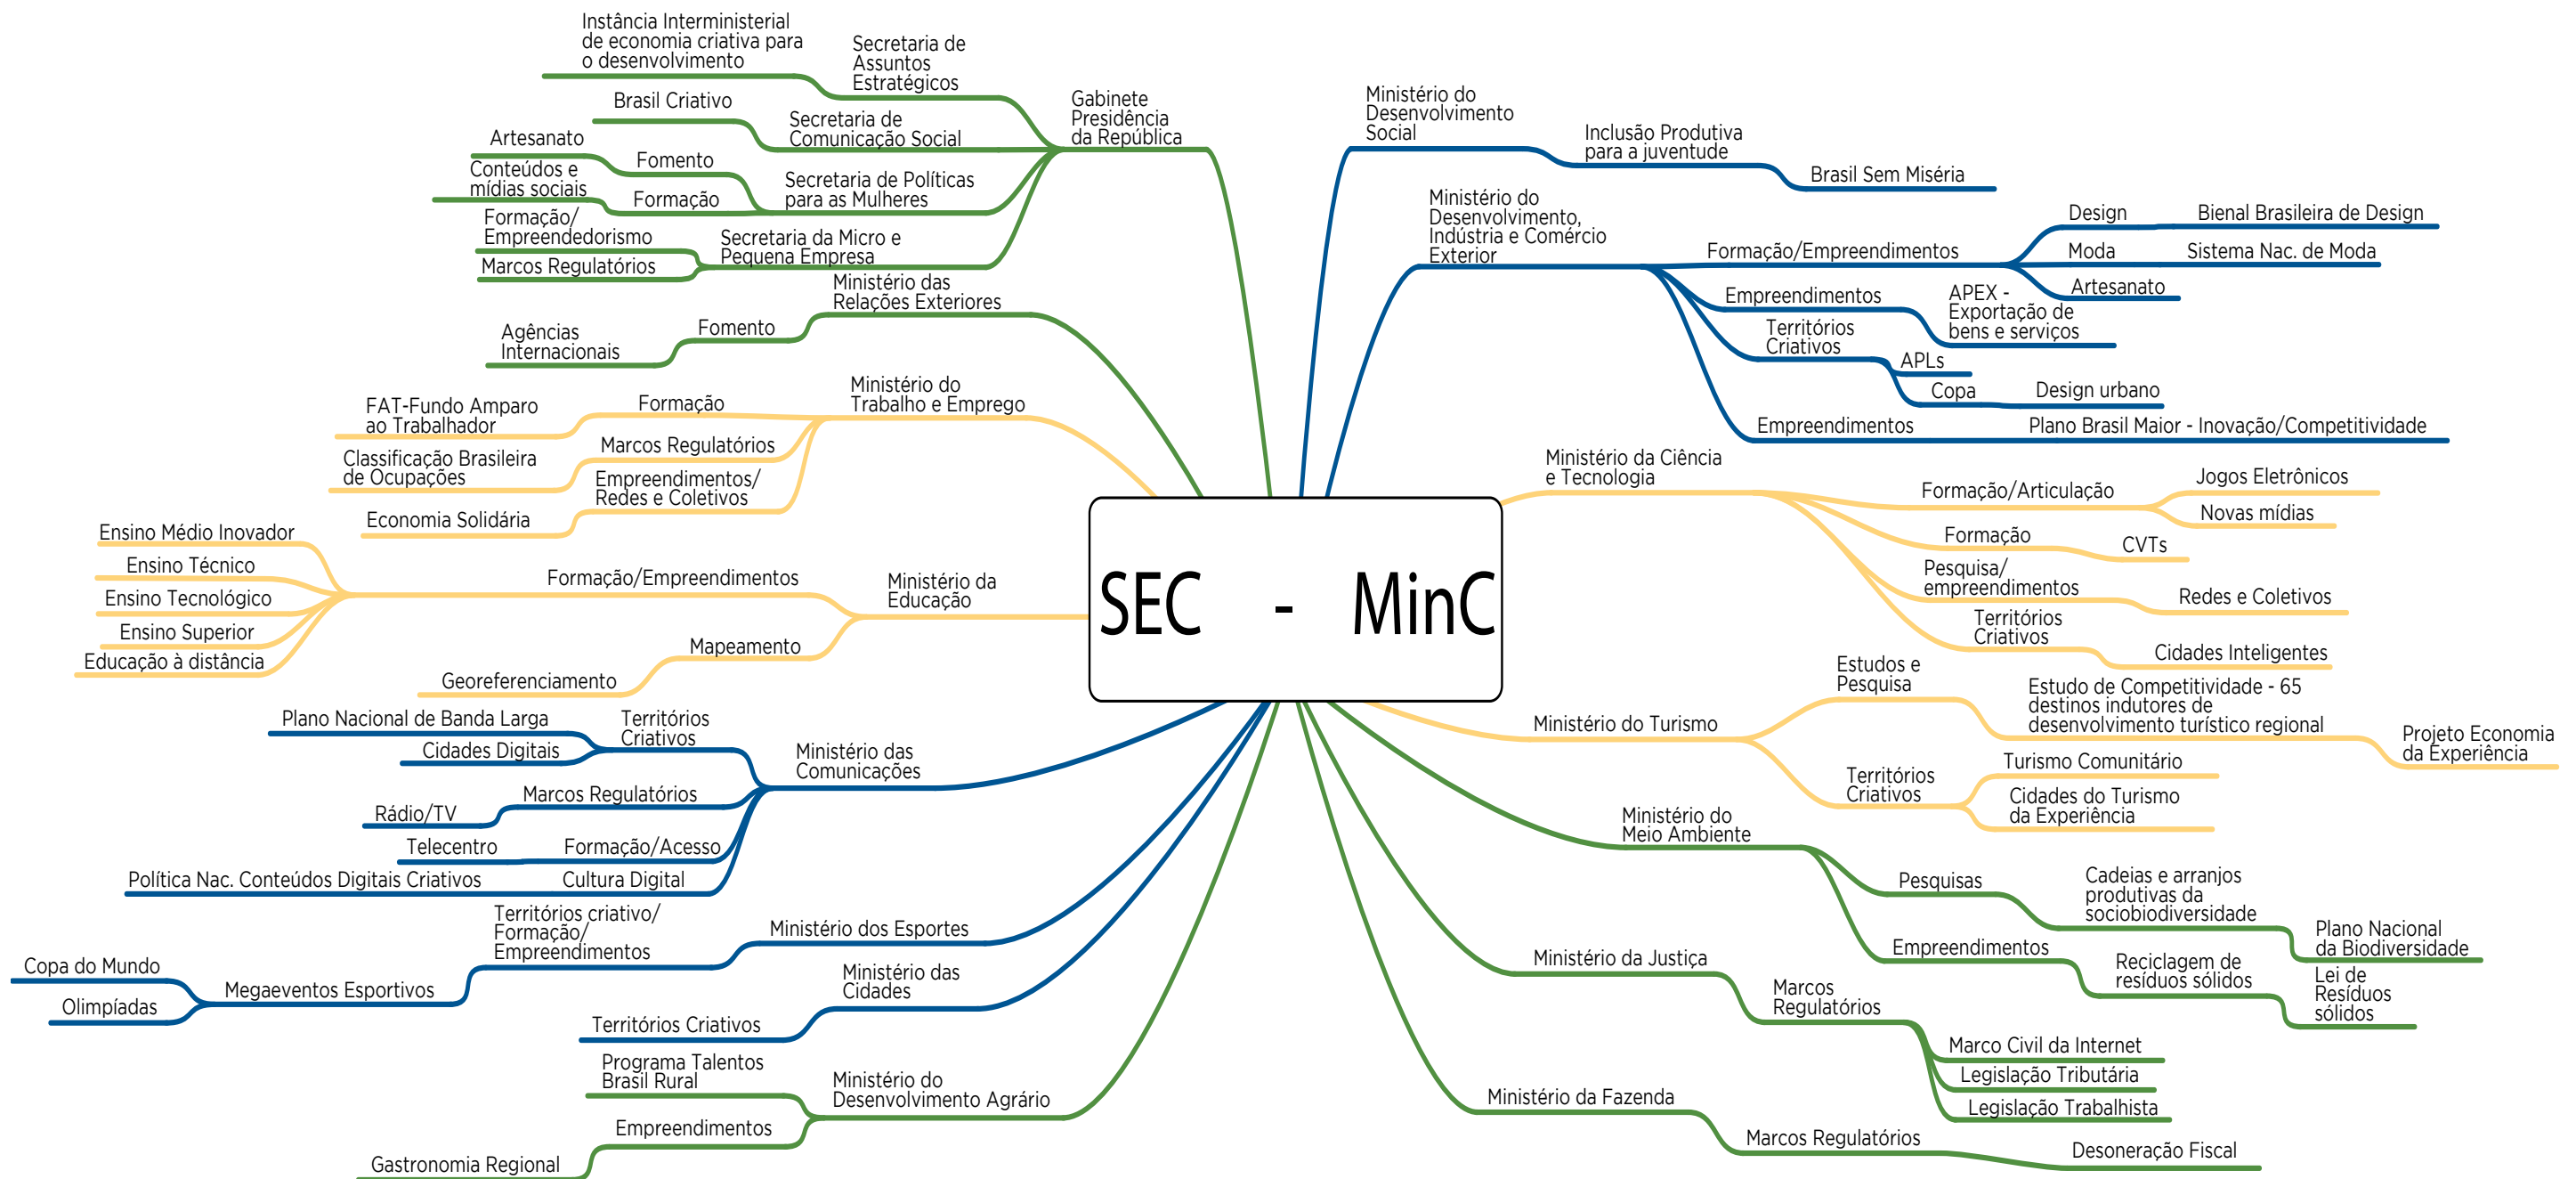 Instância Interministerial
de economia criativa para
o desenvolvimento
Secretaria de
Assuntos
Estratégicos
Brasil Criativo
Secretaria de
Comunicação Social
Gabinete
Presidência
da República
Artesanato
Fomento
Conteúdos e
mídias sociais
Formação
Secretaria de Políticas
para as Mulheres
Formação/
Empreendedorismo
Marcos Regulatórios
Secretaria da Micro e
Pequena Empresa
Ministério das
Relações Exteriores
Fomento
Agências
Internacionais
Ministério do
Trabalho e Emprego
Formação
FAT-Fundo Amparo
ao Trabalhador
Marcos Regulatórios
Classificação Brasileira
de Ocupações
Empreendimentos/
Redes e Coletivos
Economia Solidária
Ensino Médio Inovador
Ensino Técnico
Ensino Tecnológico
Ensino Superior
Educação à distância
Formação/Empreendimentos
Ministério da
Educação
Mapeamento
Georeferenciamento
Plano Nacional de Banda Larga
Cidades Digitais
Territórios
Criativos
Ministério das
Comunicações
Marcos Regulatórios
Rádio/TV
Telecentro
Formação/Acesso
Política Nac. Conteúdos Digitais Criativos
Cultura Digital
Territórios criativo/
Formação/
Empreendimentos
Ministério dos Esportes
Copa do Mundo
Olimpíadas
Megaeventos Esportivos
Ministério das
Cidades
Territórios Criativos
Programa Talentos
Brasil Rural
Ministério do
Desenvolvimento Agrário
Empreendimentos
Gastronomia Regional
SEC - MinC
Ministério do
Desenvolvimento
Social
Inclusão Produtiva
para a juventude
Brasil Sem Miséria
Ministério do
Desenvolvimento,
Indústria e Comércio
Exterior
Formação/Empreendimentos
Design
Bienal Brasileira de Design
Moda
Sistema Nac. de Moda
Artesanato
Empreendimentos
APEX -
Exportação de
bens e serviços
Territórios
Criativos
APLs
Copa
Design urbano
Empreendimentos
Plano Brasil Maior - Inovação/Competitividade
Ministério da Ciência
e Tecnologia
Formação/Articulação
Jogos Eletrônicos
Novas mídias
Formação
CVTs
Pesquisa/
empreendimentos
Redes e Coletivos
Territórios
Criativos
Cidades Inteligentes
Ministério do Turismo
Estudos e
Pesquisa
Estudo de Competitividade - 65
destinos indutores de
desenvolvimento turístico regional
Projeto Economia
da Experiência
Territórios
Criativos
Turismo Comunitário
Cidades do Turismo
da Experiência
Ministério do
Meio Ambiente
Pesquisas
Cadeias e arranjos
produtivas da
sociobiodiversidade
Plano Nacional
da Biodiversidade
Empreendimentos
Reciclagem de
resíduos sólidos
Lei de
Resíduos
sólidos
Ministério da Justiça
Marcos
Regulatórios
Marco Civil da Internet
Legislação Tributária
Legislação Trabalhista
Ministério da Fazenda
Marcos Regulatórios
Desoneração Fiscal